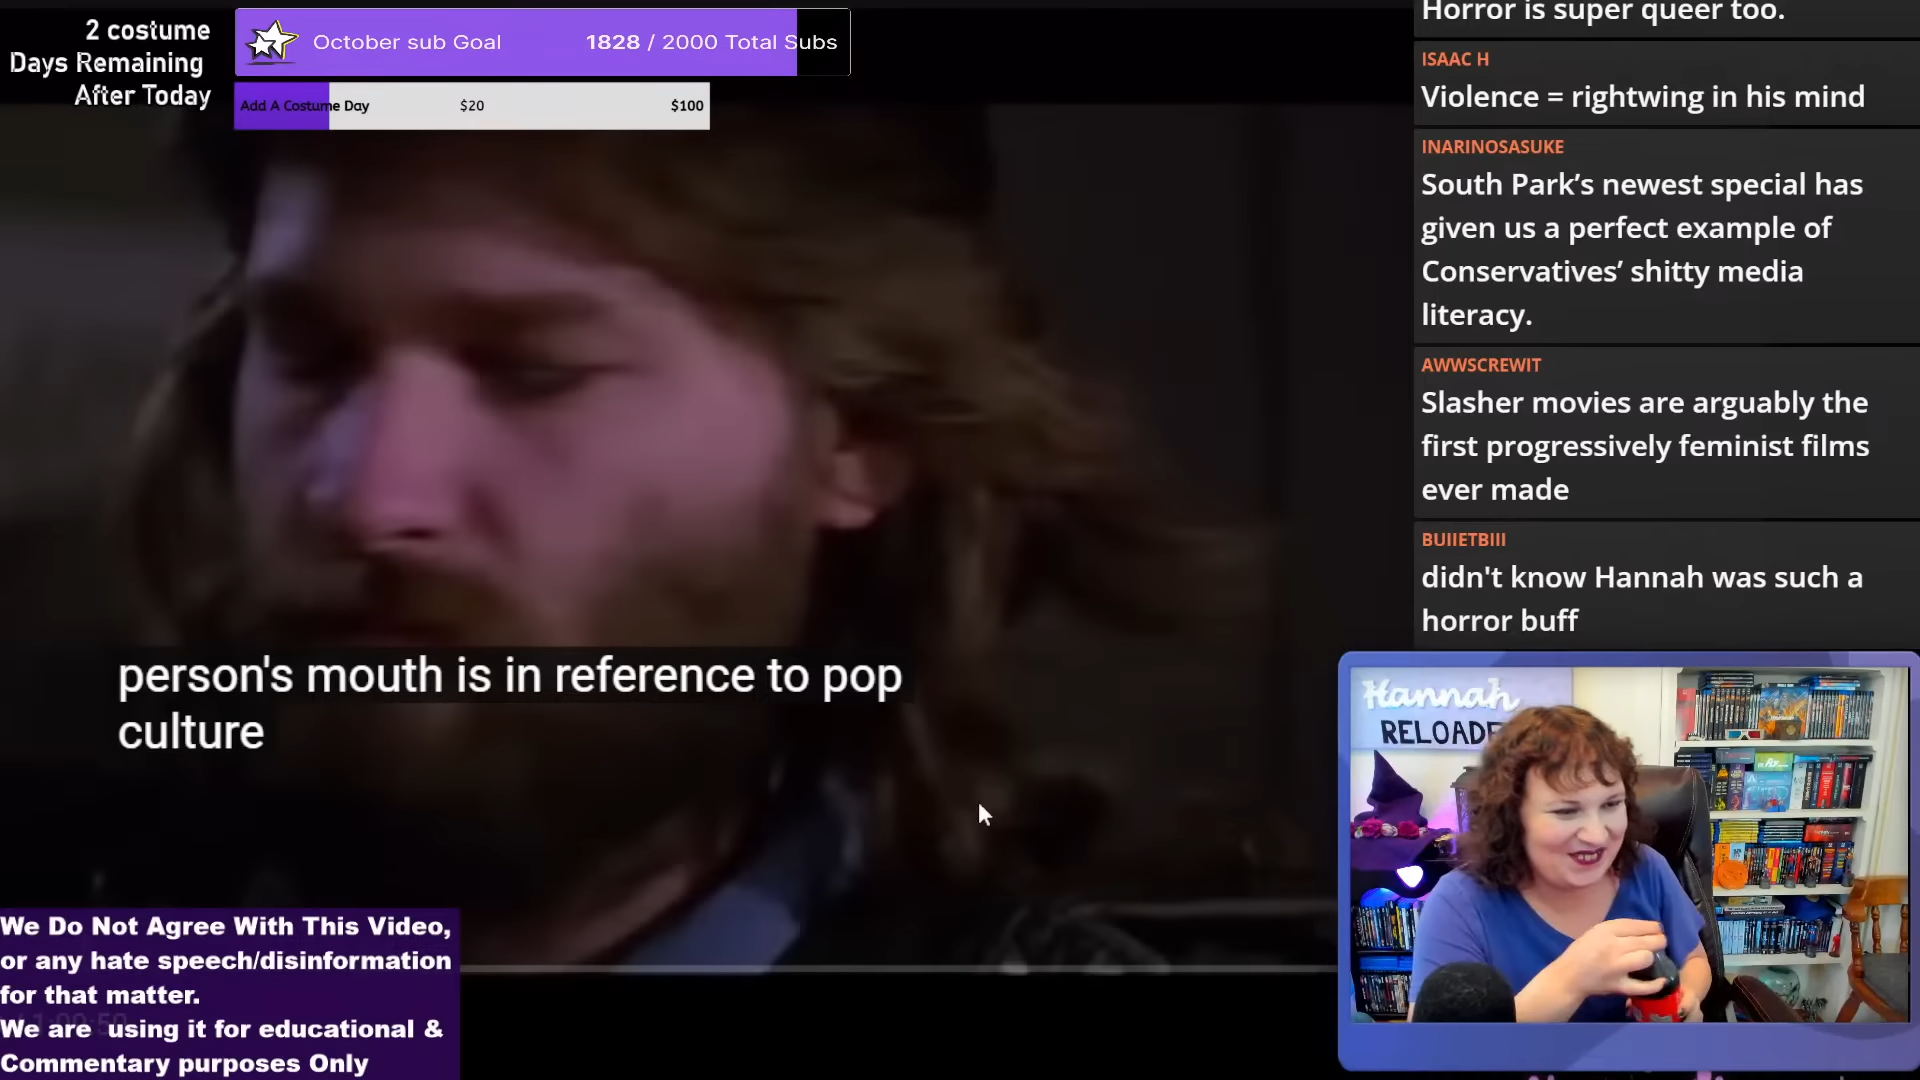 2 costume
Days Remaining
After Today
October sub Goal 1828 / 2000 Total Subs
Add A Costume Day $20 $100
person's mouth is in reference to pop
culture
We Do Not Agree With This Video,
or any hate speech/disinformation
for that matter.
We are using it for educational &
Commentary purposes Only
Horror is super queer too.
ISAAC H
Violence = rightwing in his mind
INARINOSASUKE
South Park’s newest special has
given us a perfect example of
Conservatives’ shitty media
literacy.
AWWSCREWIT
Slasher movies are arguably the
first progressively feminist films
ever made
BUIIETBIII
didn't know Hannah was such a
horror buff
Hannah
RELOADE